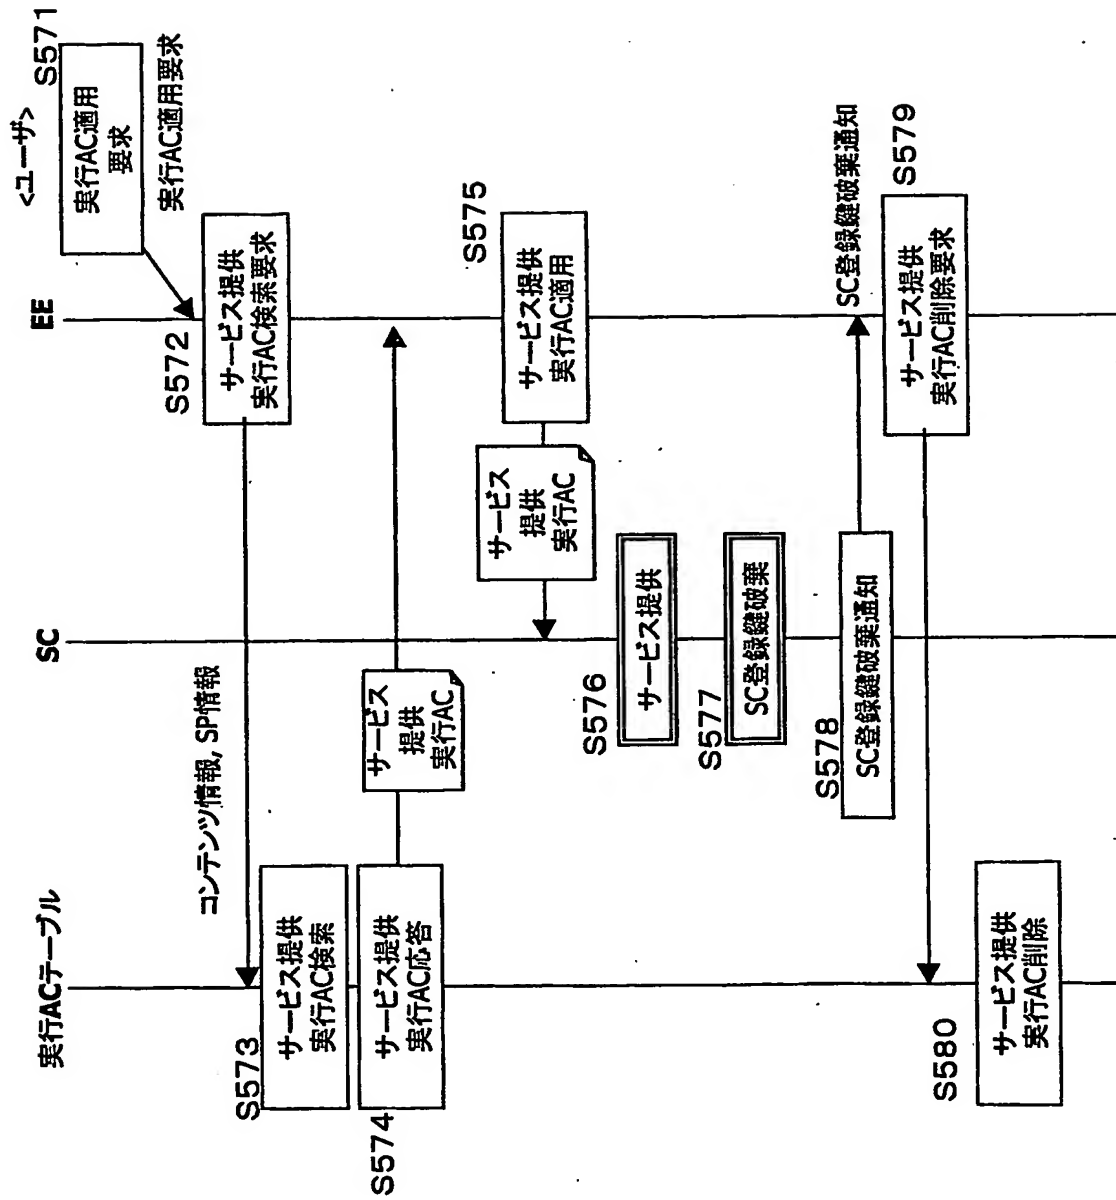 <ユーザ>
S571
実行AC適用
要求
実行AC適用要求
EE
SC
実行ACテーブル
S572
サービス提供
実行AC検索要求
コンテンツ情報, SP情報
S573
サービス提供
実行AC検索
S574
サービス提供
実行AC応答
サービス
提供
実行AC
S575
サービス提供
実行AC適用
サービス
提供
実行AC
S576
サービス提供
S577
SC登録鍵破棄
S578
SC登録鍵破棄通知
SC登録鍵破棄通知
S579
サービス提供
実行AC削除要求
S580
サービス提供
実行AC削除